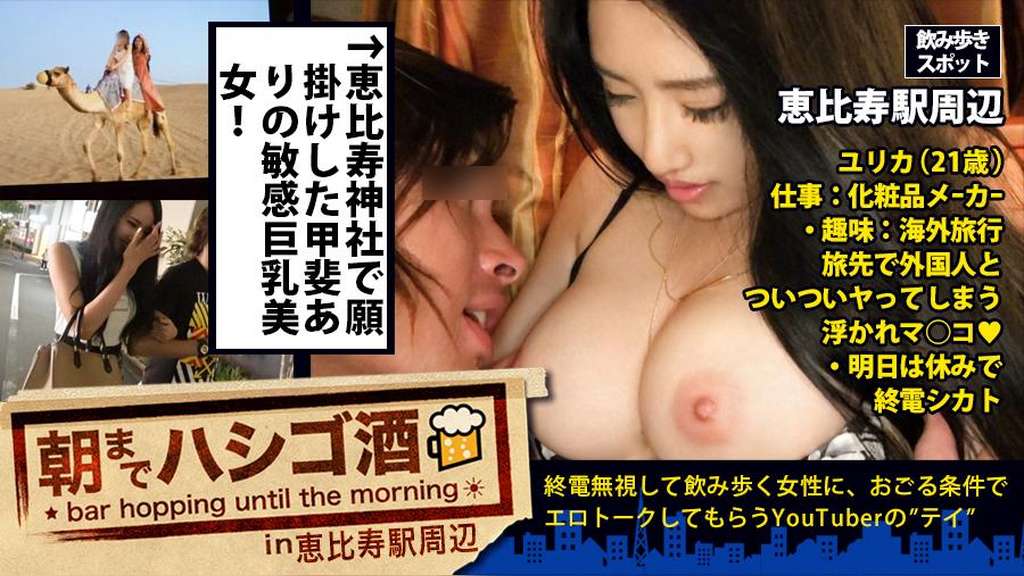 →恵比寿神社で願
掛けした甲斐あ
りの敏感巨乳美
女！
飲み歩き
スポット
恵比寿駅周辺
ユリカ（21歳）
仕事：化粧品メーカー
・趣味：海外旅行
旅先で外国人と
ついついヤってしまう
浮かれマ○コ♥
・明日は休みで
終電シカト
朝までハシゴ酒
★ bar hopping until the morning ☀
in 恵比寿駅周辺
終電無視して飲み歩く女性に、おごる条件で
エロトークしてもらうYouTuberの”テイ”